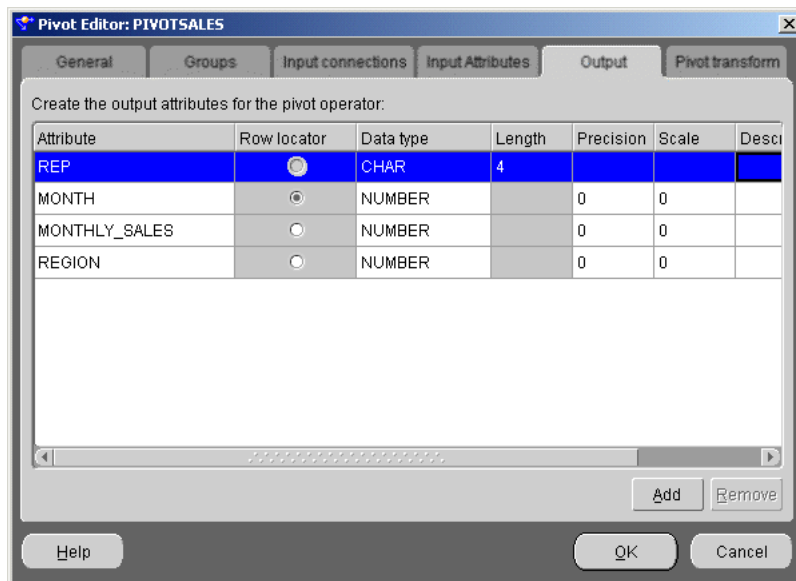 Pivot Editor: PIVOTSALES
General Groups Input connections Input Attributes Output Pivot transform
Create the output attributes for the pivot operator:
Attribute Row locator Data type Length Precision Scale Descri
REP CHAR 4
MONTH NUMBER 0 0
MONTHLY_SALES NUMBER 0 0
REGION NUMBER 0 0
Add Remove
Help OK Cancel